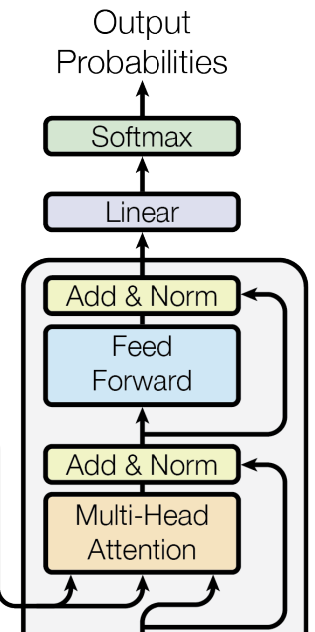 Output
Probabilities
Softmax
Linear
Add & Norm
Feed
Forward
Add & Norm
Multi-Head
Attention